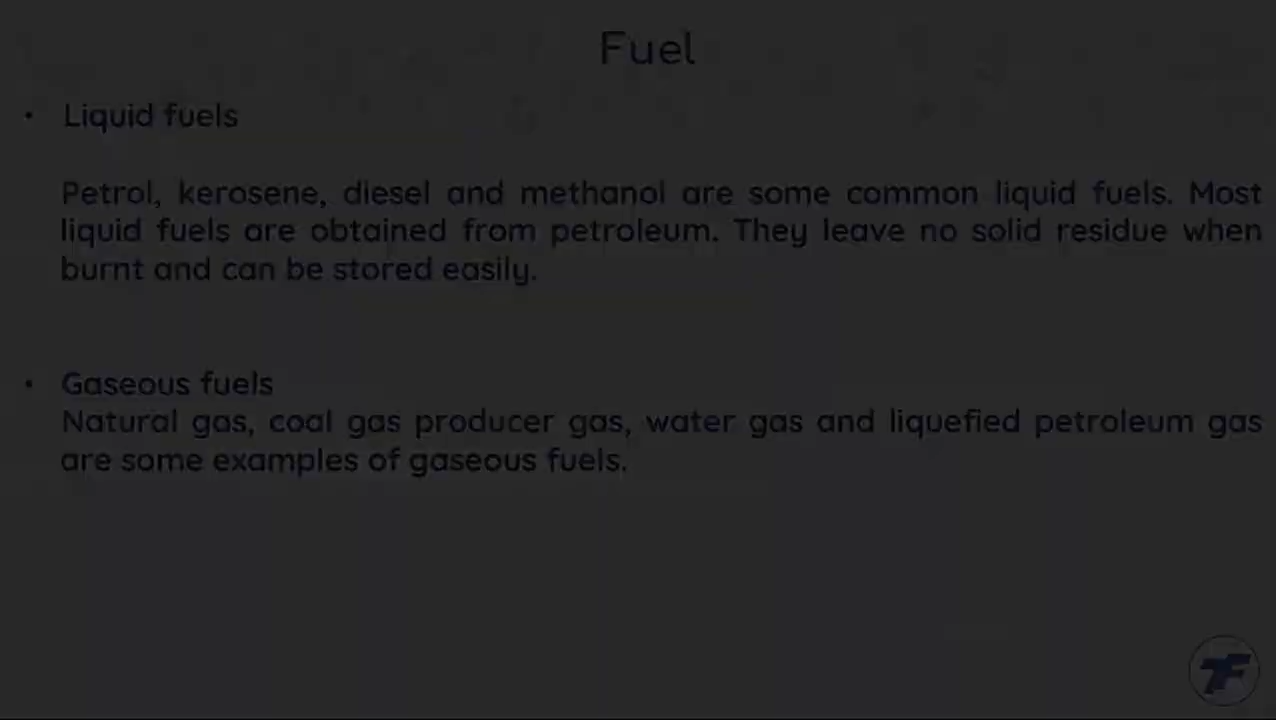 Fuel
• Liquid fuels
Petrol, kerosene, diesel and methanol are some common liquid fuels. Most
liquid fuels are obtained from petroleum. They leave no solid residue when
burnt and can be stored easily.
• Gaseous fuels
Natural gas, coal gas producer gas, water gas and liquefied petroleum gas
are some examples of gaseous fuels.
TF